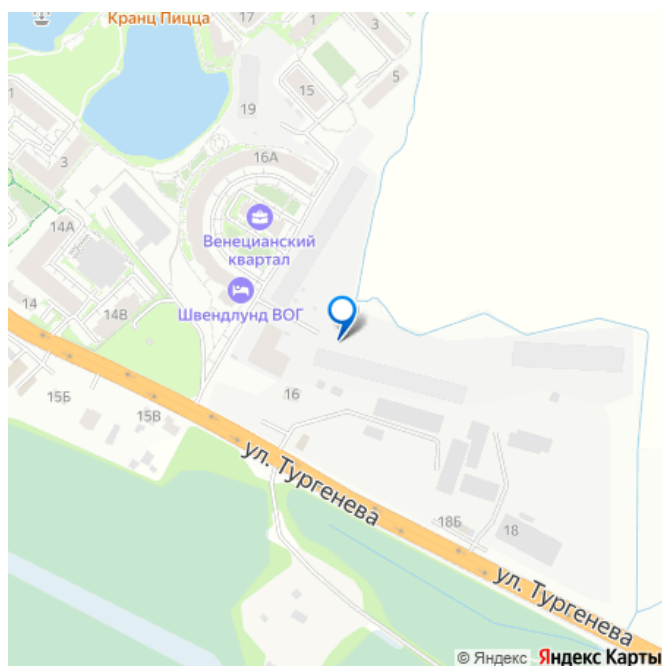 Кранц Пицца
17
1
3
1
15
5
19
3
16А
Венецианский
квартал
14А
Швендлунд ВОГ
14
14В
15Б
15В
16
ул. Тургенева
18Б
18
ул. Тургенева
© Яндекс Яндекс Карты